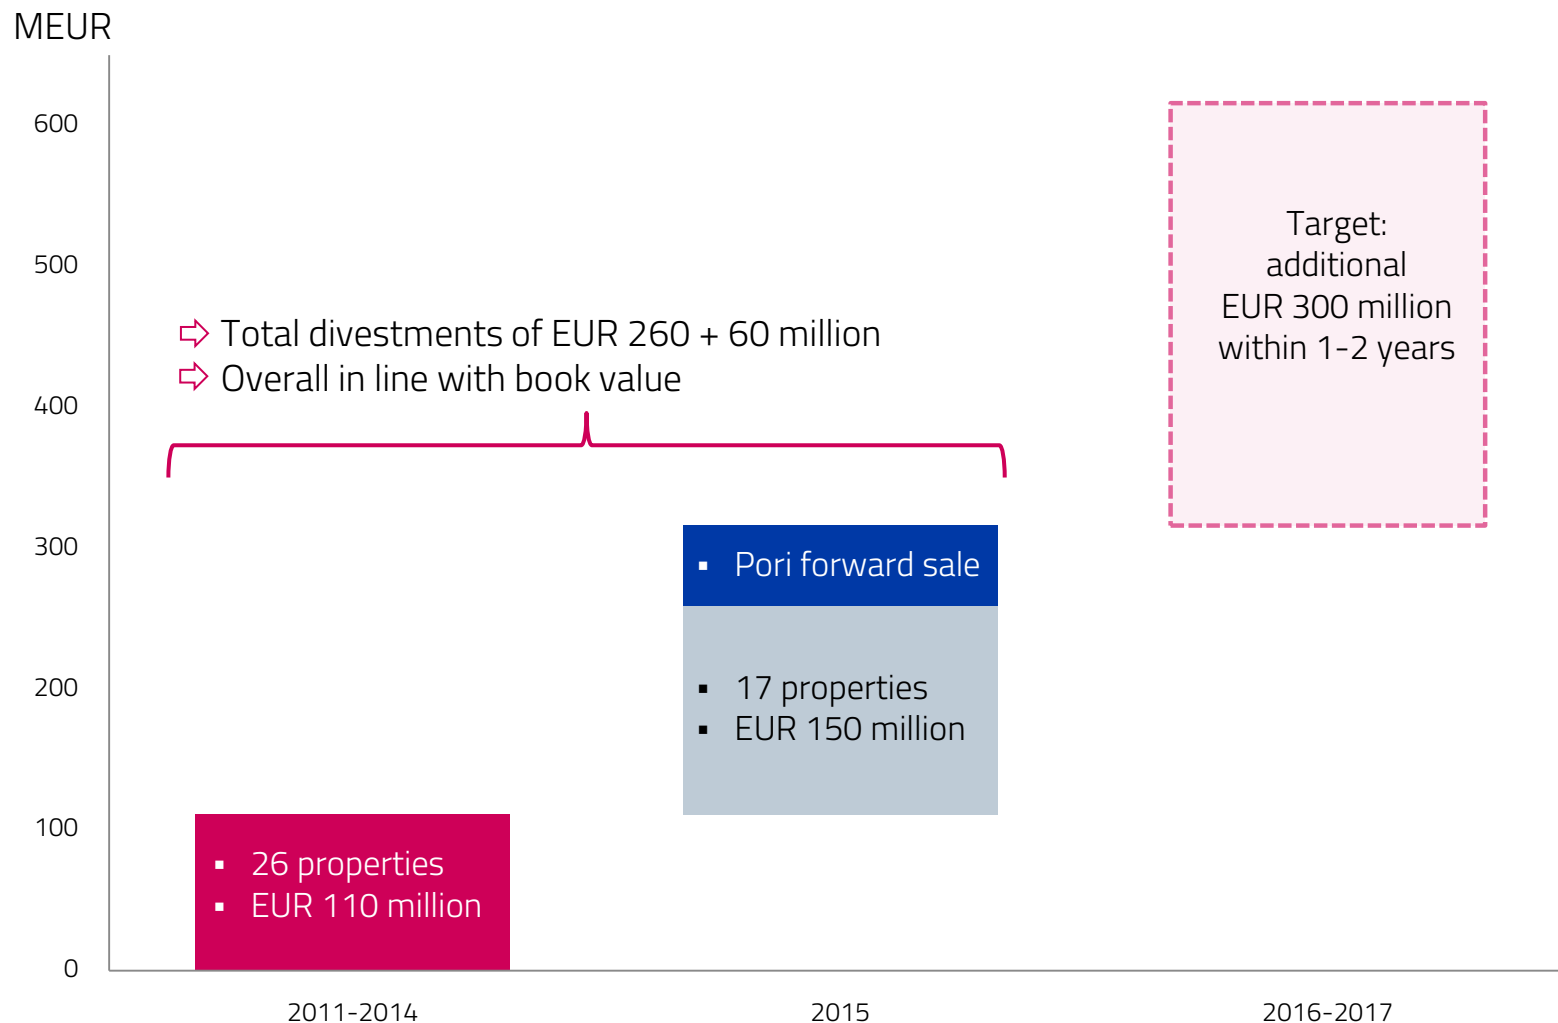 MEUR
600
500
400
300
200
100
0
Total divestments of EUR 260 + 60 million
Overall in line with book value
Target:
additional
EUR 300 million
within 1-2 years
▪ Pori forward sale
▪ 17 properties
▪ EUR 150 million
▪ 26 properties
▪ EUR 110 million
2011-2014
2015
2016-2017